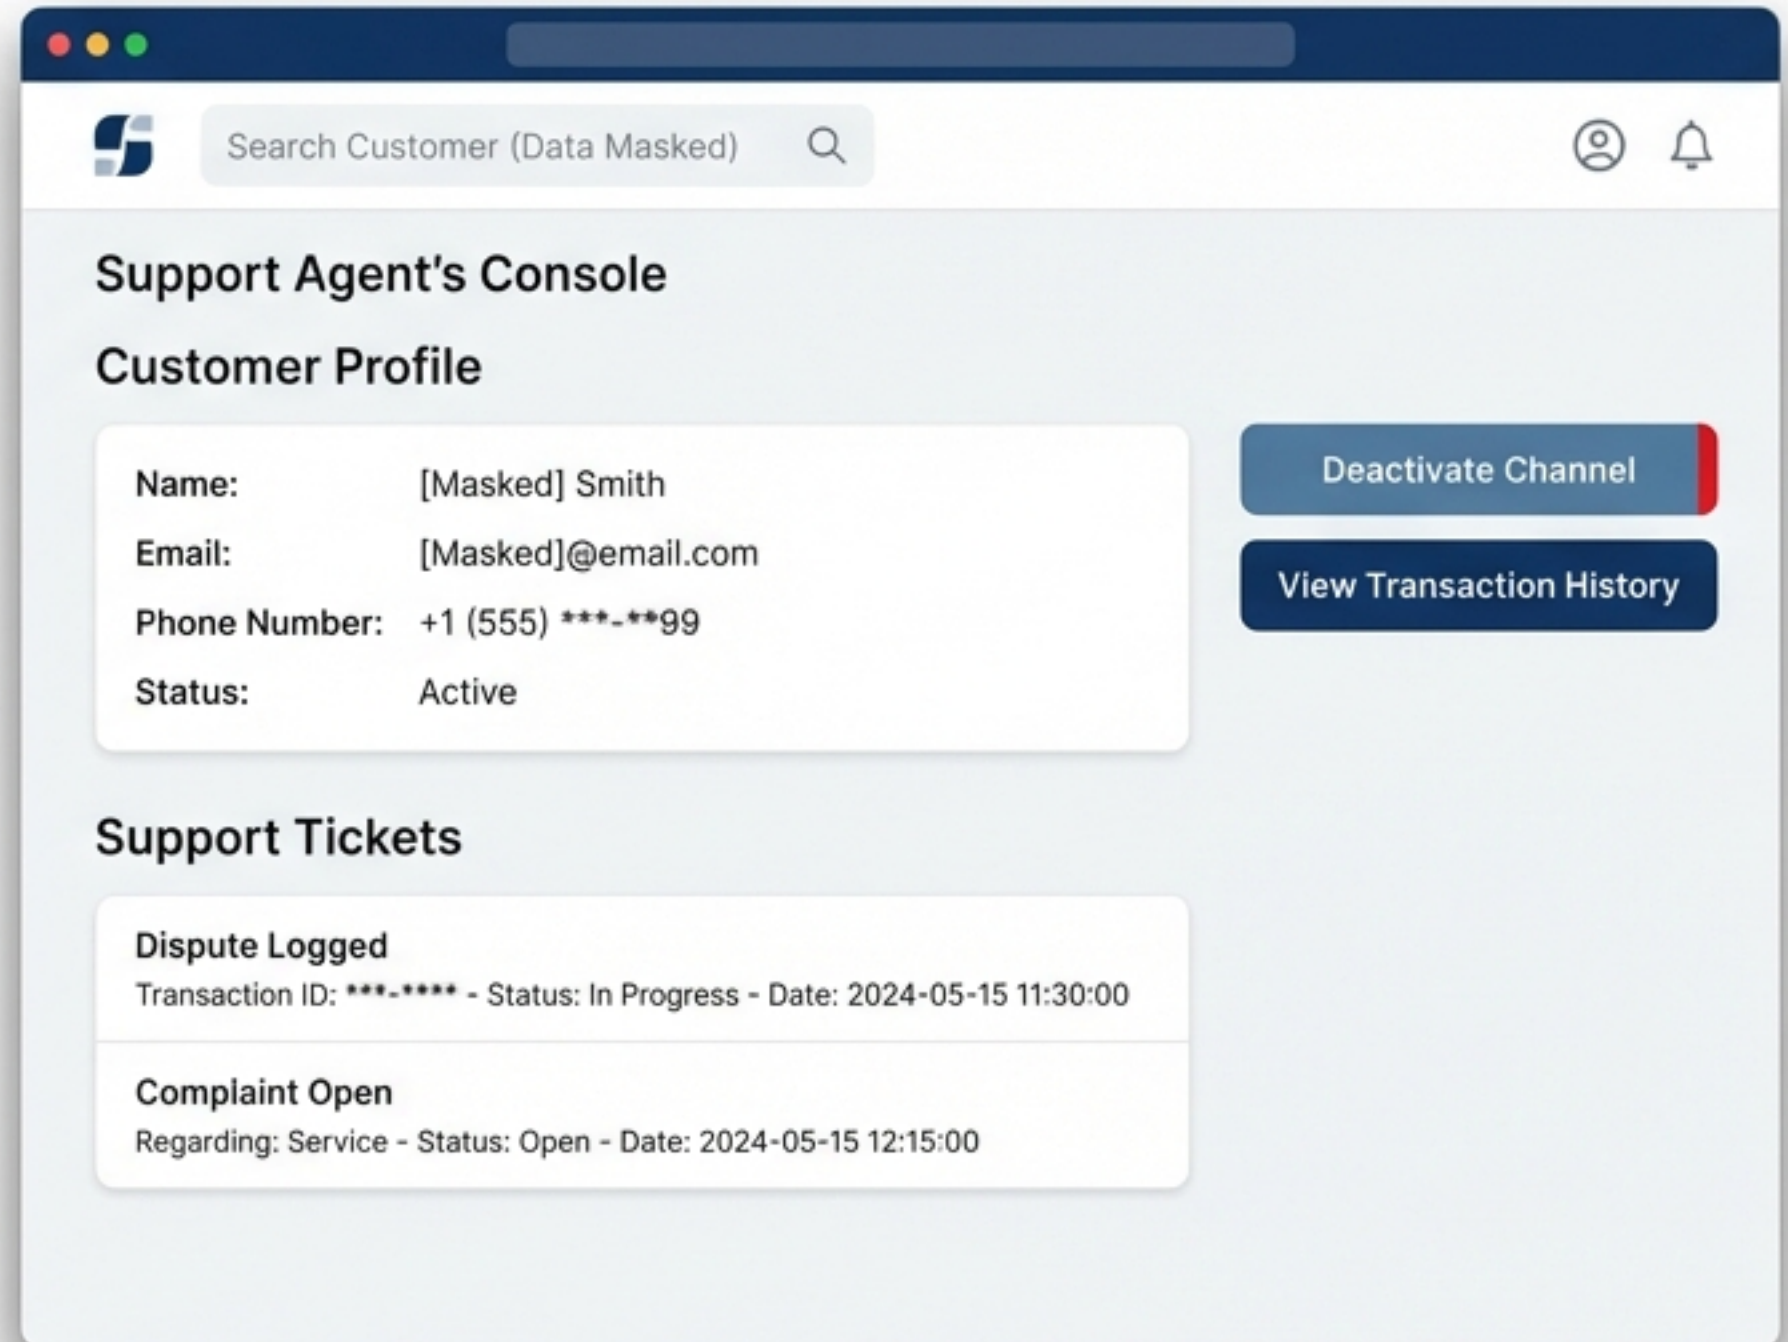 Search Customer (Data Masked)
Support Agent's Console
Customer Profile
Name: [Masked] Smith
Email: [Masked]@email.com
Phone Number: +1 (555) ***-**99
Status: Active
Deactivate Channel
View Transaction History
Support Tickets
Dispute Logged
Transaction ID: ***-**** - Status: In Progress - Date: 2024-05-15 11:30:00
Complaint Open
Regarding: Service - Status: Open - Date: 2024-05-15 12:15:00